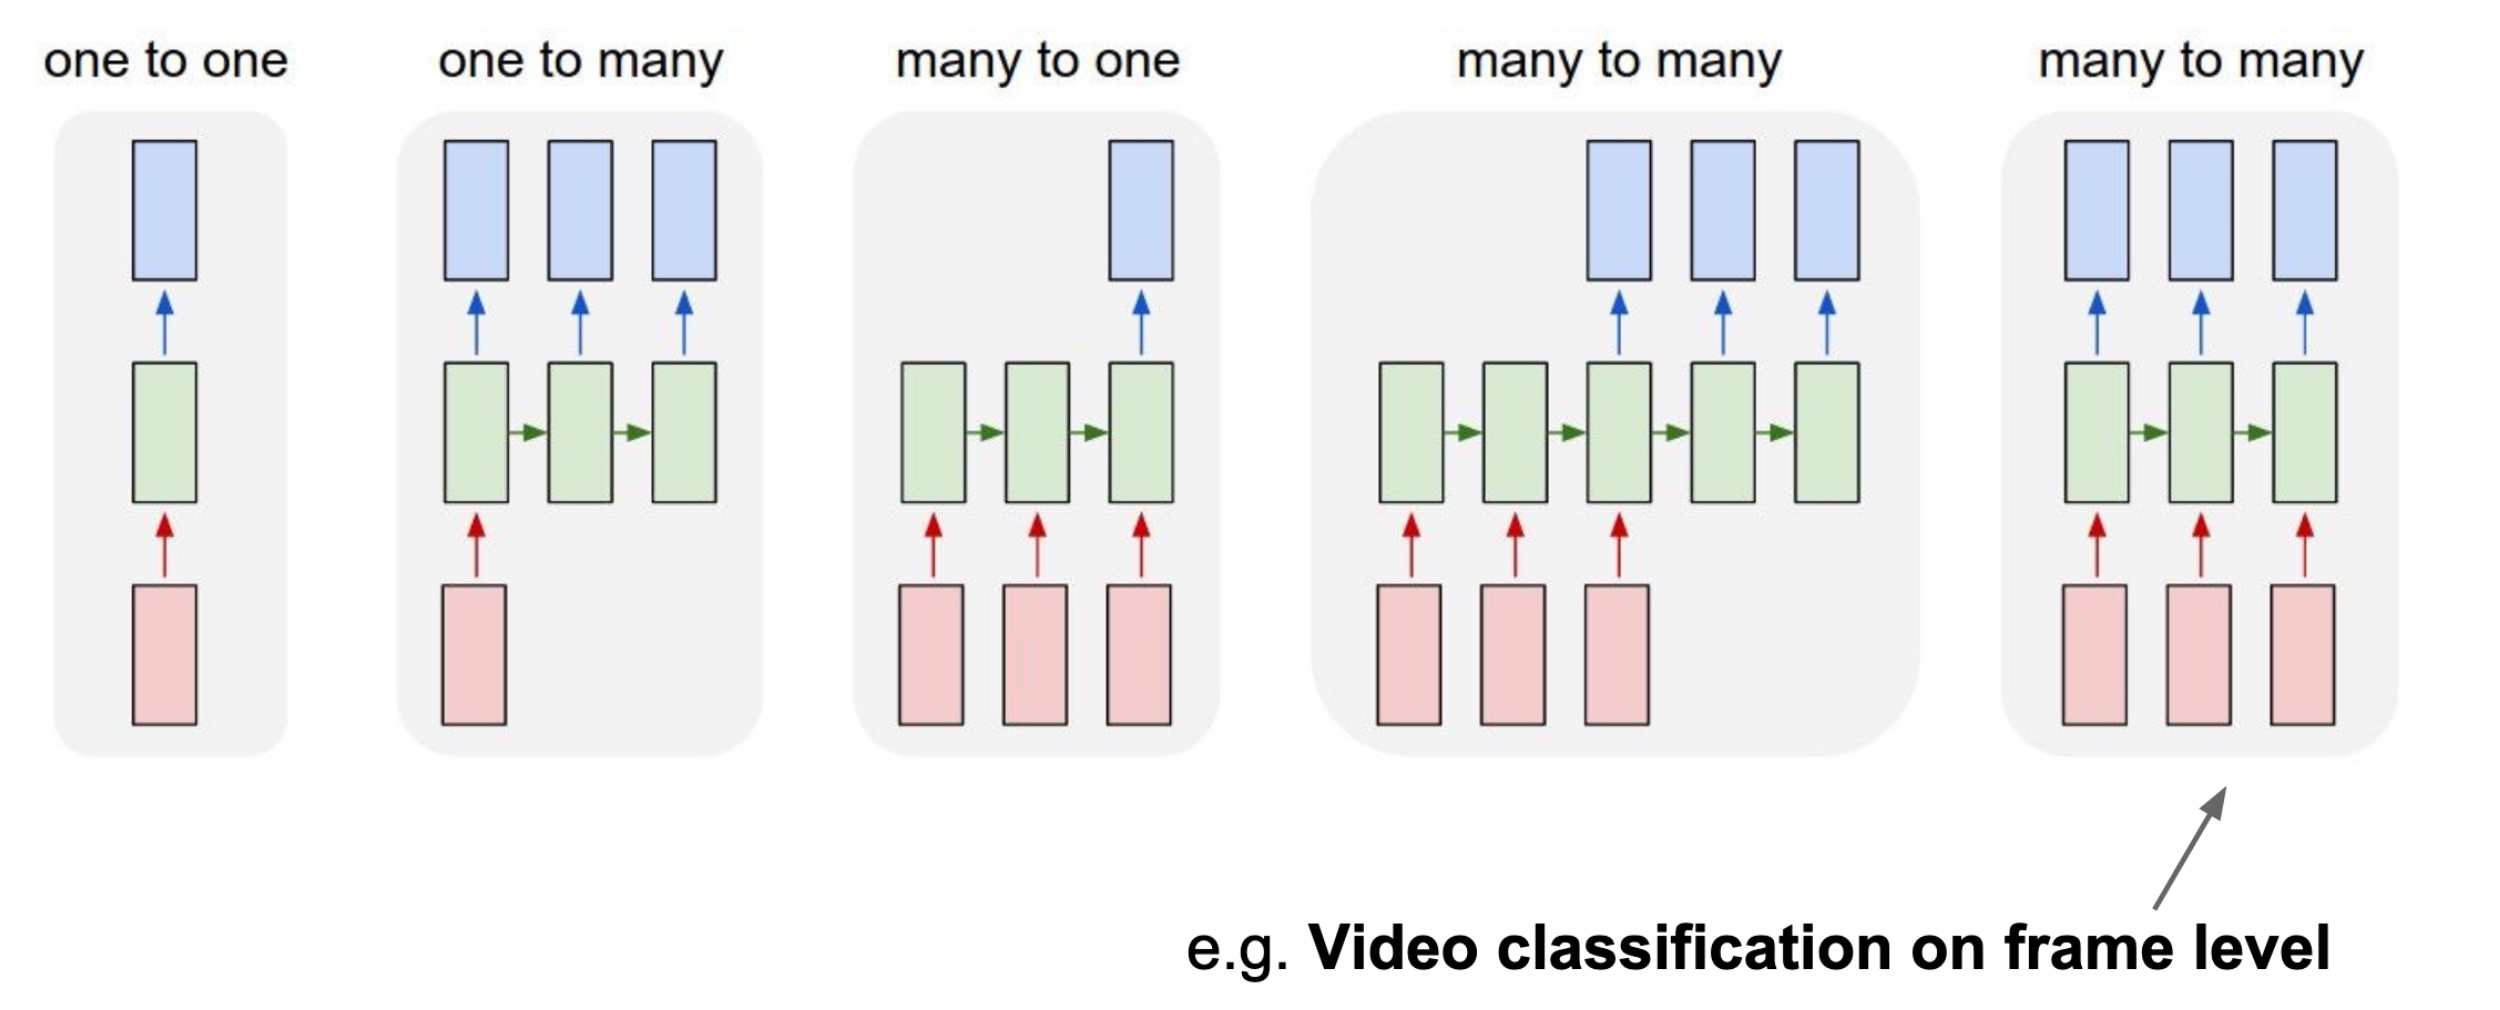 one to one
one to many
many to one
many to many
many to many
e.g. Video classification on frame level